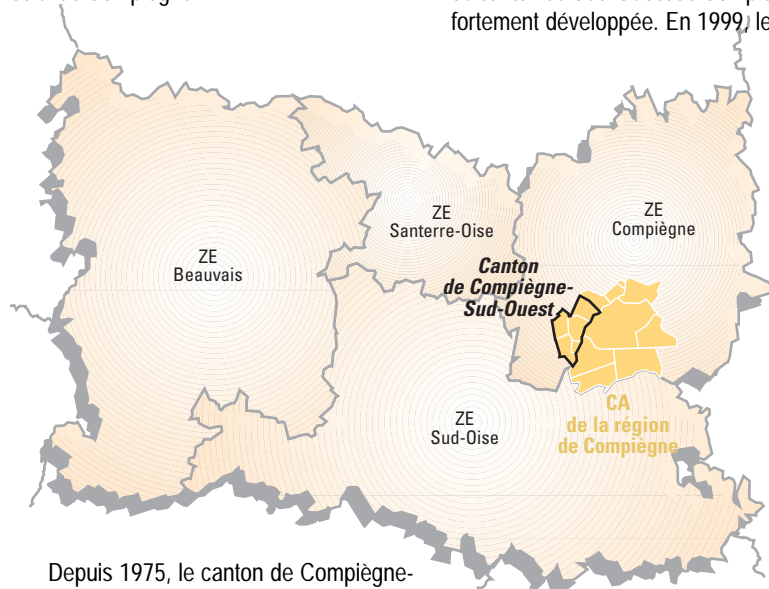 fortement développée. En 1999, le
ZE
Santerre-Oise
ZE
Compiègne
ZE
Beauvais
Canton
de Compiègne-
Sud-Ouest
CA
de la région
de Compiègne
ZE
Sud-Oise
Depuis 1975, le canton de Compiègne-